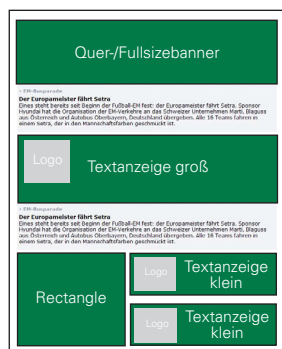 Quer-/Fullsizebanner
› EM-Busparade
Der Europameister fährt Setra
Eines steht bereits seit Beginn der Fußball-EM fest: der Europameister fährt Setra. Sponsor
Hyundai hat die Organisation der EM-Verkehre an das Schweizer Unternehmen Marti, Blaguss
aus Österreich und Autobus Oberbayern, Deutschland übergeben. Alle 16 Teams fahren in
einem Setra, der in den Mannschaftsfarben geschmückt ist.
Logo
Textanzeige groß
› EM-Busparade
Der Europameister fährt Setra
Eines steht bereits seit Beginn der Fußball-EM fest: der Europameister fährt Setra. Sponsor
Hyundai hat die Organisation der EM-Verkehre an das Schweizer Unternehmen Marti, Blaguss
aus Österreich und Autobus Oberbayern, Deutschland übergeben. Alle 16 Teams fahren in
einem Setra, der in den Mannschaftsfarben geschmückt ist.
Rectangle
Logo
Textanzeige
klein
Logo
Textanzeige
klein